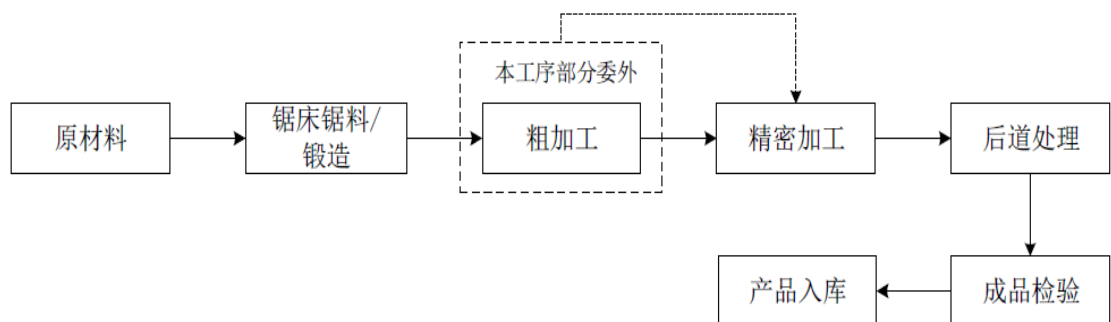 本工序部分委外
原材料
锯床锯料/
锻造
粗加工
精密加工
后道处理
产品入库
成品检验